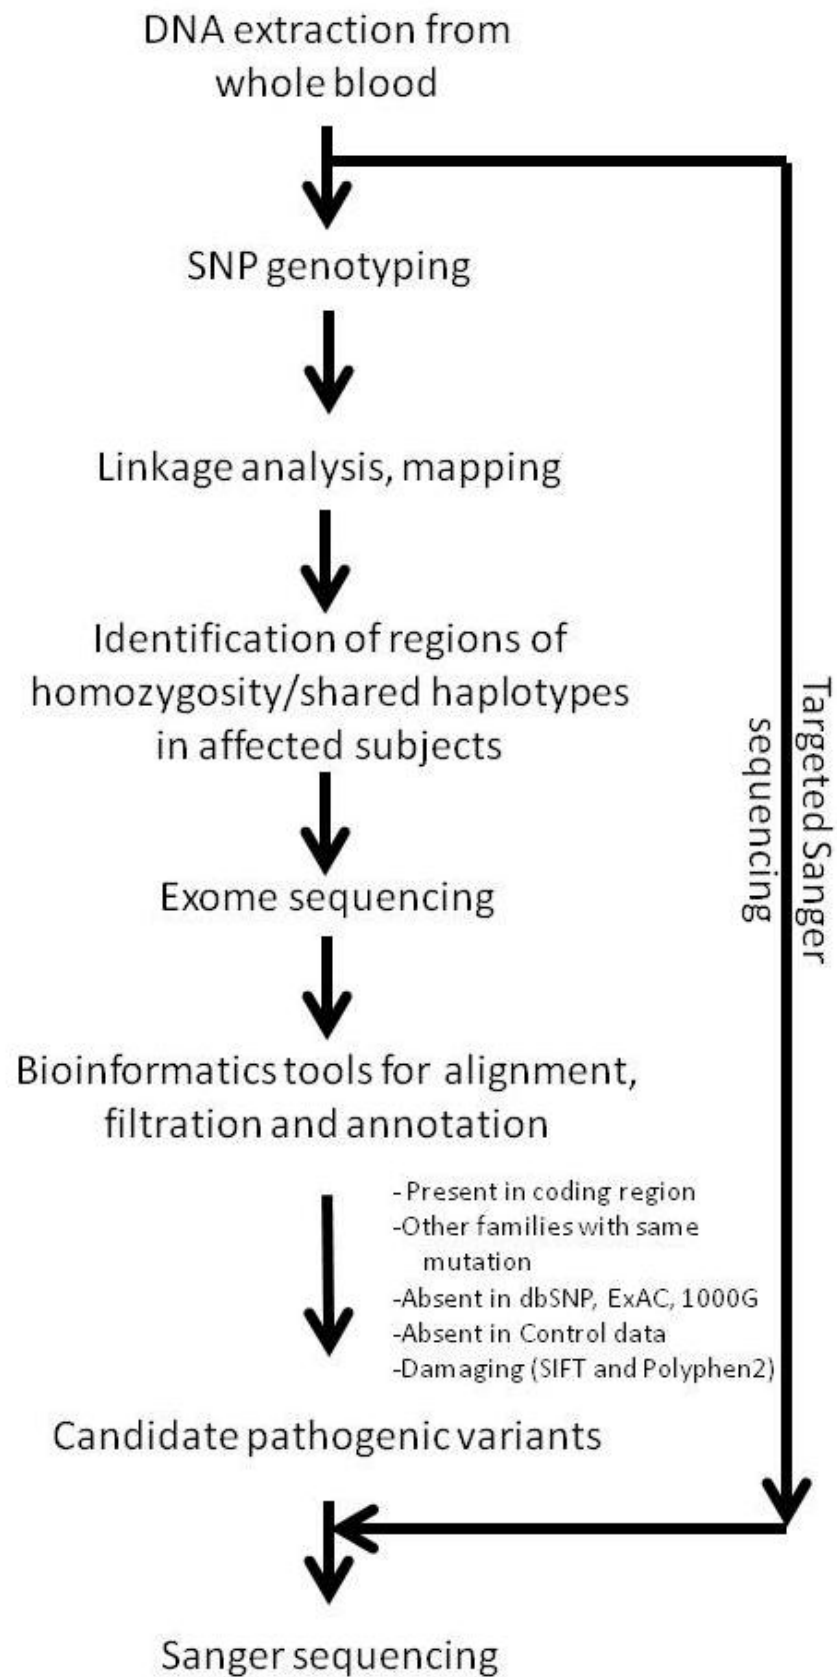 DNA extraction from
whole blood
SNP genotyping
Linkage analysis, mapping
Identification of regions of
homozygosity/shared haplotypes
in affected subjects
Exome sequencing
Bioinformatics tools for alignment,
filtration and annotation
-Present in coding region
-Other families with same
mutation
-Absent in dbSNP, ExAC, 1000G
-Absent in Control data
-Damaging (SIFT and Polyphen2)
Candidate pathogenic variants
Sanger sequencing
Targeted Sanger
sequencing